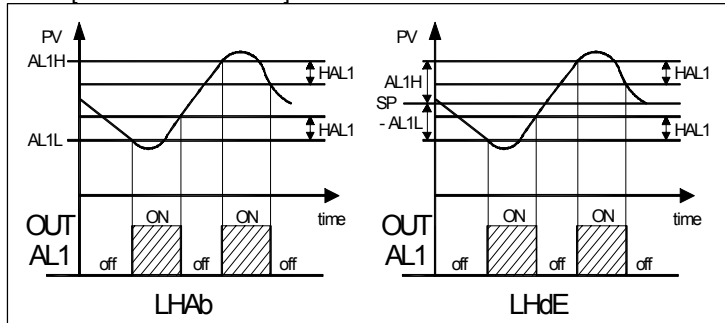 PV
AL1H
HAL1
HAL1
AL1L
time
OUT
AL1
ON
ON
off
off
off
LHAb
PV
AL1H
HAL1
SP
- AL1L
HAL1
time
OUT
AL1
ON
ON
off
off
off
LHdE